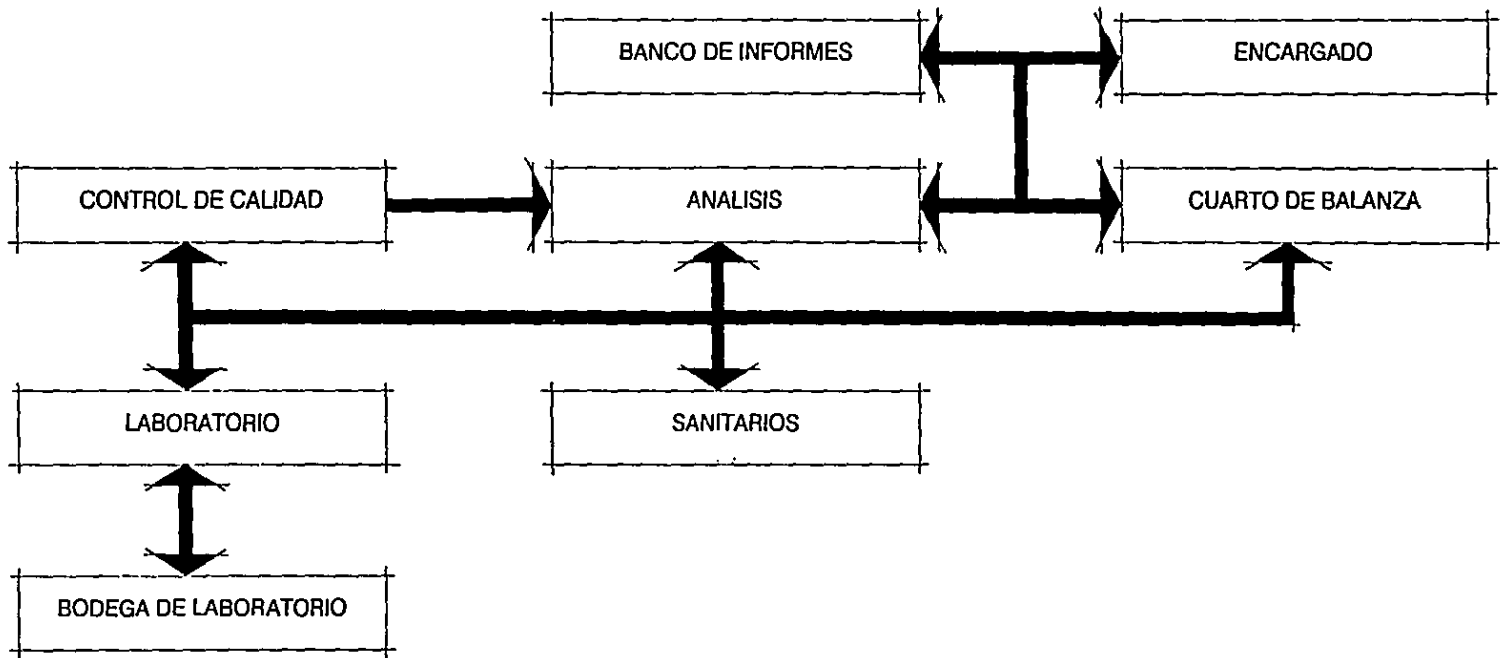 BANCO DE INFORMES
ENCARGADO
CONTROL DE CALIDAD
ANALISIS
CUARTO DE BALANZA
LABORATORIO
SANITARIOS
BODEGA DE LABORATORIO